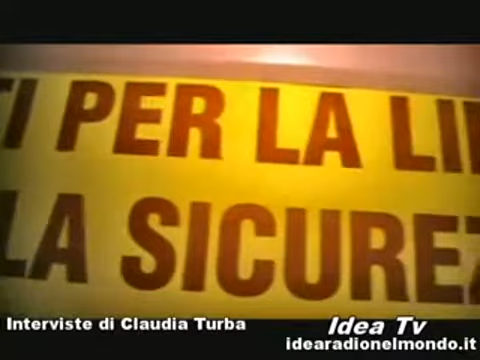 TI PER LA LI
LA SICUREZ
Interviste di Claudia Turba
Idea Tv
idearadionelmondo.it